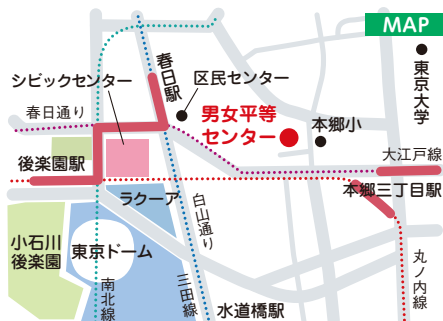 MAP
東京大学
春日駅
区民センター
シビックセンター
春日通り
男女平等
センター
本郷小
大江戸線
後楽園駅
本郷三丁目駅
ラクーア
白山通り
小石川
後楽園
東京ドーム
三田線
丸ノ内線
南北線
水道橋駅